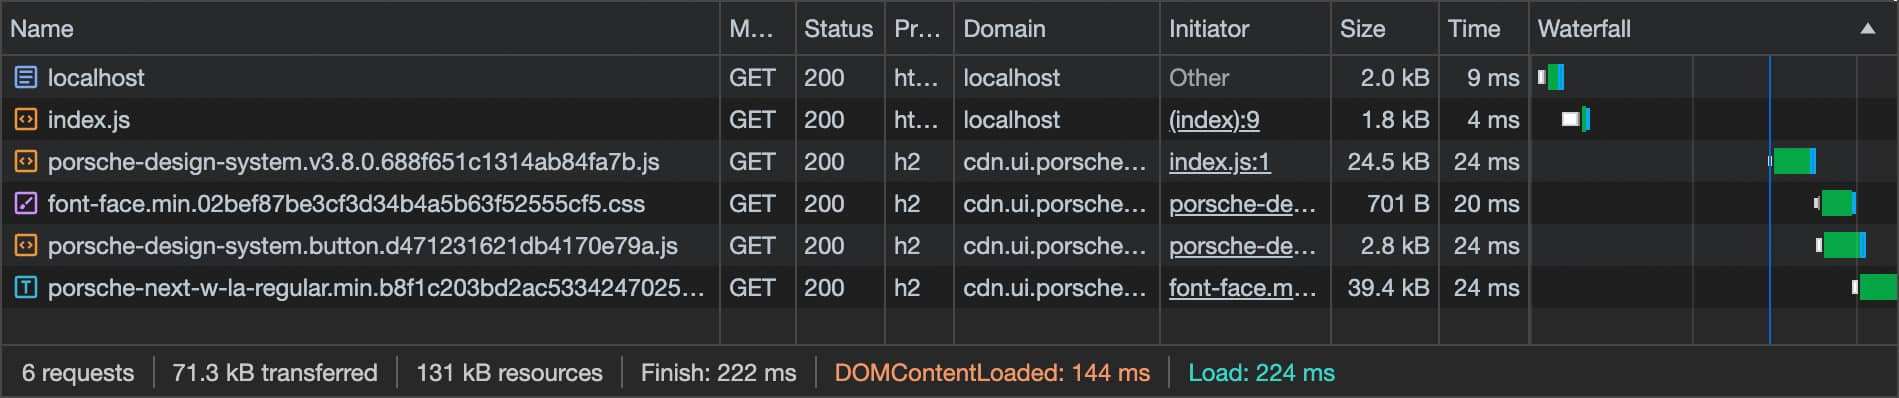 Name M... Status Pr... Domain Initiator Size Time Waterfall
localhost GET 200 ht... localhost Other 2.0 kB 9 ms
index.js GET 200 ht... localhost (index):9 1.8 kB 4 ms
porsche-design-system.v3.8.0.688f651c1314ab84fa7b.js GET 200 h2 cdn.ui.porsche... index.js:1 24.5 kB 24 ms
font-face.min.02bef87be3cf3d34b4a5b63f52555cf5.css GET 200 h2 cdn.ui.porsche... porsche-de... 701 B 20 ms
porsche-design-system.button.d471231621db4170e79a.js GET 200 h2 cdn.ui.porsche... porsche-de... 2.8 kB 24 ms
porsche-next-w-la-regular.min.b8f1c203bd2ac5334247025... GET 200 h2 cdn.ui.porsche... font-face.m... 39.4 kB 24 ms
6 requests 71.3 kB transferred 131 kB resources Finish: 222 ms DOMContentLoaded: 144 ms Load: 224 ms